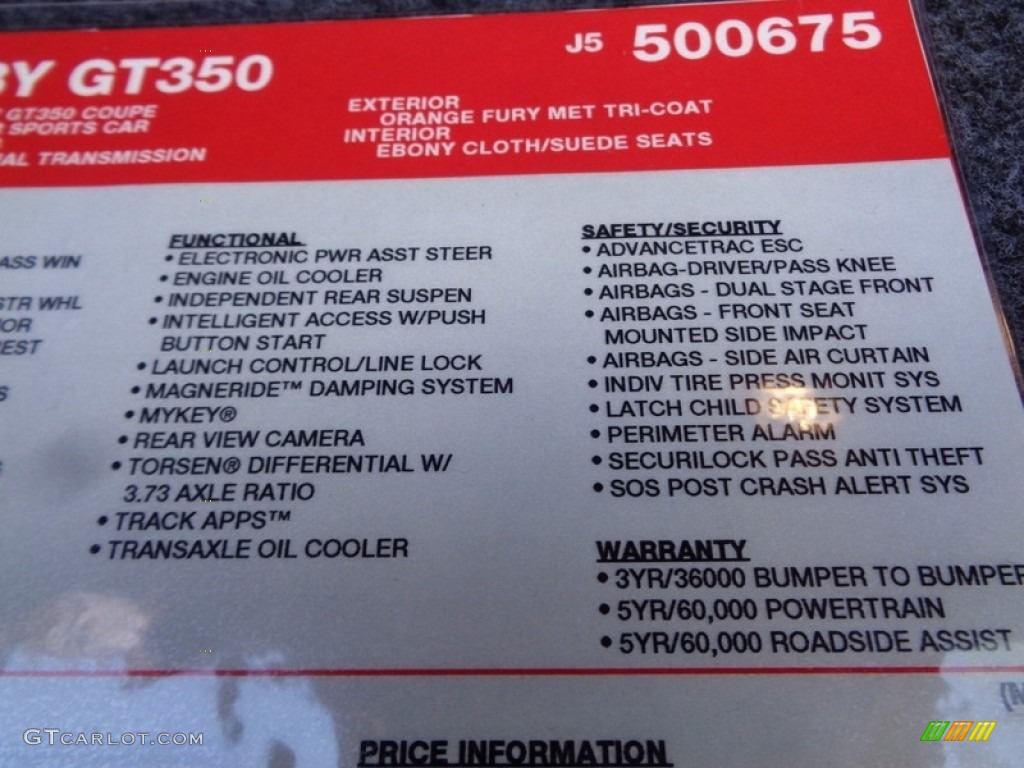 BY GT350
J5 500675
GT350 COUPE
SPORTS CAR
TRANSMISSION
EXTERIOR
ORANGE FURY MET TRI-COAT
INTERIOR
EBONY CLOTH/SUEDE SEATS
ASS WIN
STR WHL
FUNCTIONAL
• ELECTRONIC PWR ASST STEER
• ENGINE OIL COOLER
• INDEPENDENT REAR SUSPEN
• INTELLIGENT ACCESS W/PUSH
BUTTON START
• LAUNCH CONTROL/LINE LOCK
• MAGNERIDE™ DAMPING SYSTEM
• MYKEY®
• REAR VIEW CAMERA
• TORSEN® DIFFERENTIAL W/
3.73 AXLE RATIO
• TRACK APPS™
• TRANSAXLE OIL COOLER
SAFETY/SECURITY
• ADVANCETRAC ESC
• AIRBAG-DRIVER/PASS KNEE
• AIRBAGS - DUAL STAGE FRONT
• AIRBAGS - FRONT SEAT
MOUNTED SIDE IMPACT
• AIRBAGS - SIDE AIR CURTAIN
• INDIV TIRE PRESS MONIT SYS
• LATCH CHILD SAFETY SYSTEM
• PERIMETER ALARM
• SECURILOCK PASS ANTI THEFT
• SOS POST CRASH ALERT SYS
WARRANTY
• 3YR/36000 BUMPER TO BUMPER
• 5YR/60,000 POWERTRAIN
• 5YR/60,000 ROADSIDE ASSIST
PRICE INFORMATION
GTCARLOT.COM